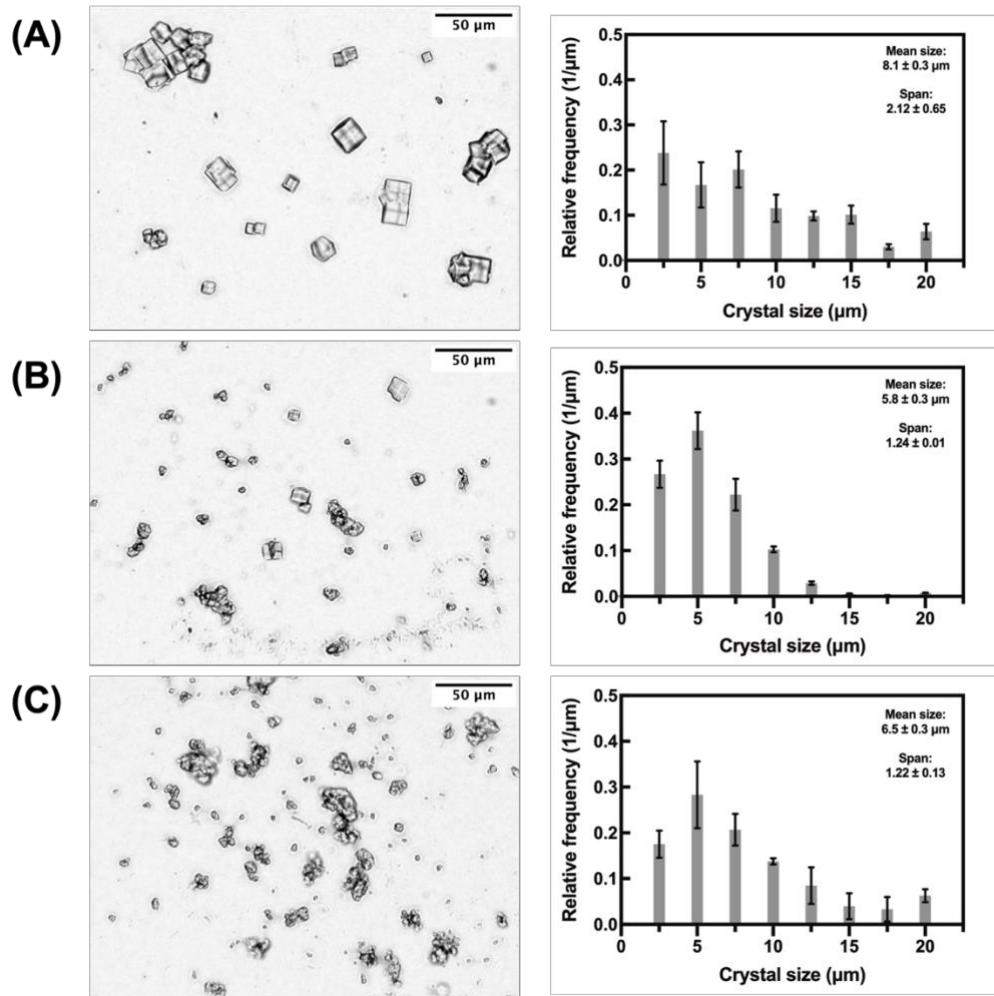 (A)
50 µm
Relative frequency (1/µm)
0.5
0.4
0.3
0.2
0.1
0.0
0
5
10
15
20
Crystal size (µm)
Mean size:
8.1 ± 0.3 µm
Span:
2.12 ± 0.65
(B)
50 µm
Relative frequency (1/µm)
0.5
0.4
0.3
0.2
0.1
0.0
0
5
10
15
20
Crystal size (µm)
Mean size:
5.8 ± 0.3 µm
Span:
1.24 ± 0.01
(C)
50 µm
Relative frequency (1/µm)
0.5
0.4
0.3
0.2
0.1
0.0
0
5
10
15
20
Crystal size (µm)
Mean size:
6.5 ± 0.3 µm
Span:
1.22 ± 0.13